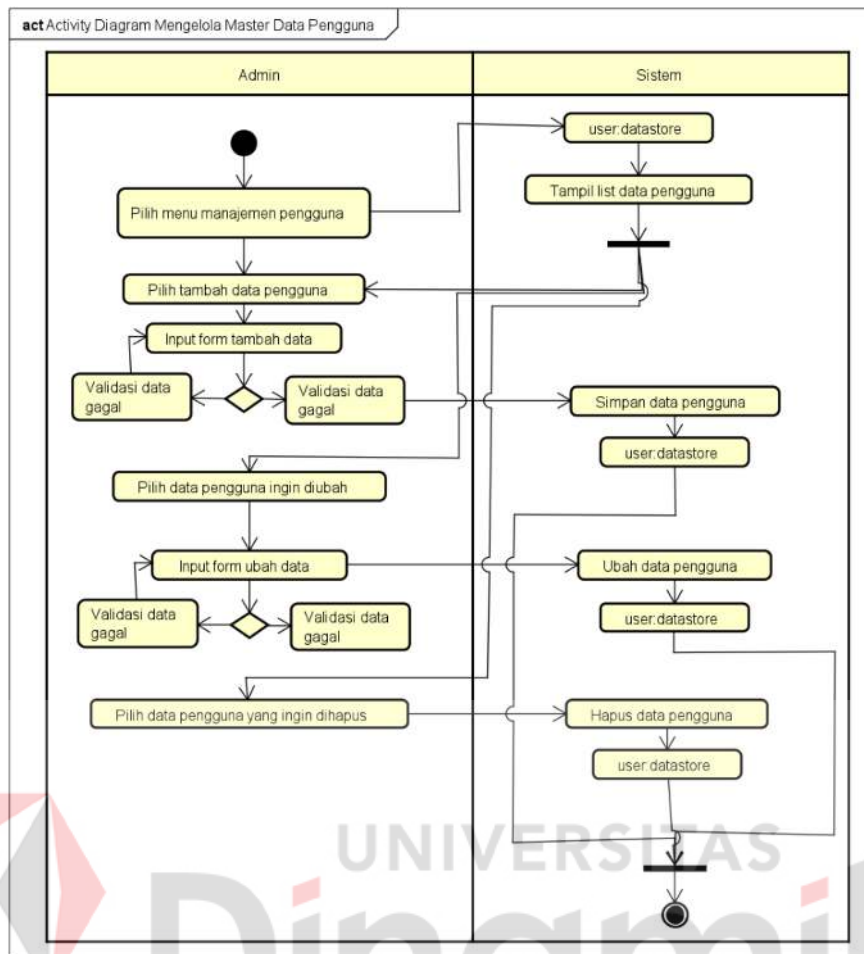 act Activity Diagram Mengelola Master Data Pengguna
Admin
Sistem
user:datastore
Tampil list data pengguna
Pilih menu manajemen pengguna
Pilih tambah data pengguna
Input form tambah data
Validasi data
gagal
Validasi data
gagal
Simpan data pengguna
user:datastore
Pilih data pengguna ingin diubah
Input form ubah data
Ubah data pengguna
Validasi data
gagal
Validasi data
gagal
user:datastore
Pilih data pengguna yang ingin dihapus
Hapus data pengguna
user:datastore
UNIVERSITAS